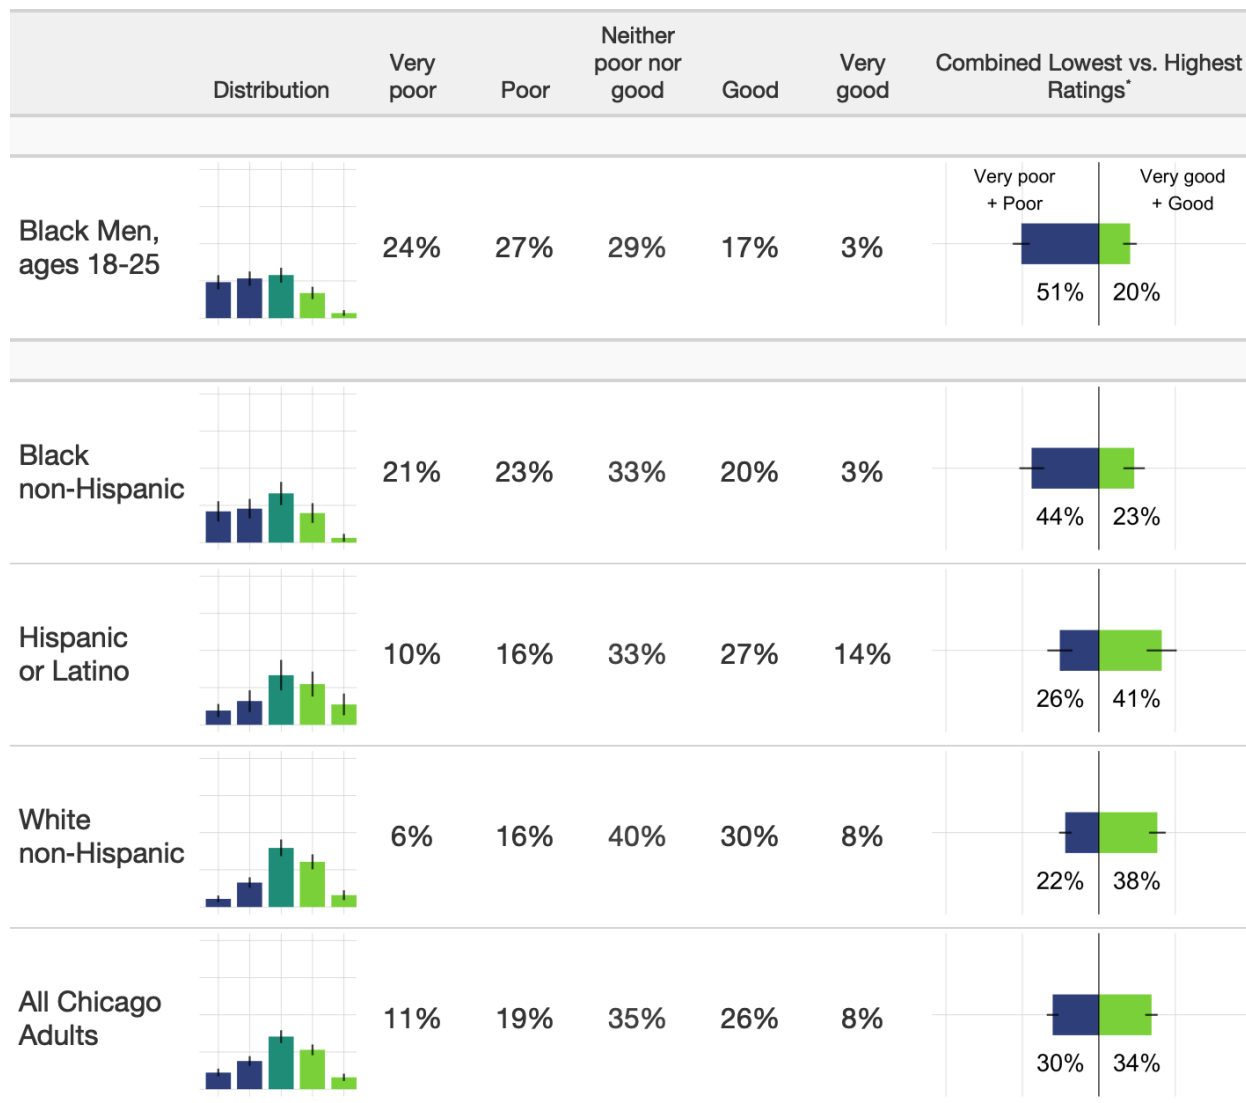 Distribution
Very
poor
Poor
Neither
poor nor
good
Good
Very
good
Combined Lowest vs. Highest
Ratings*
Black Men,
ages 18-25
24% 27% 29% 17% 3%
Very poor
+ Poor
Very good
+ Good
51% 20%
Black
non-Hispanic
21% 23% 33% 20% 3%
44% 23%
Hispanic
or Latino
10% 16% 33% 27% 14%
26% 41%
White
non-Hispanic
6% 16% 40% 30% 8%
22% 38%
All Chicago
Adults
11% 19% 35% 26% 8%
30% 34%